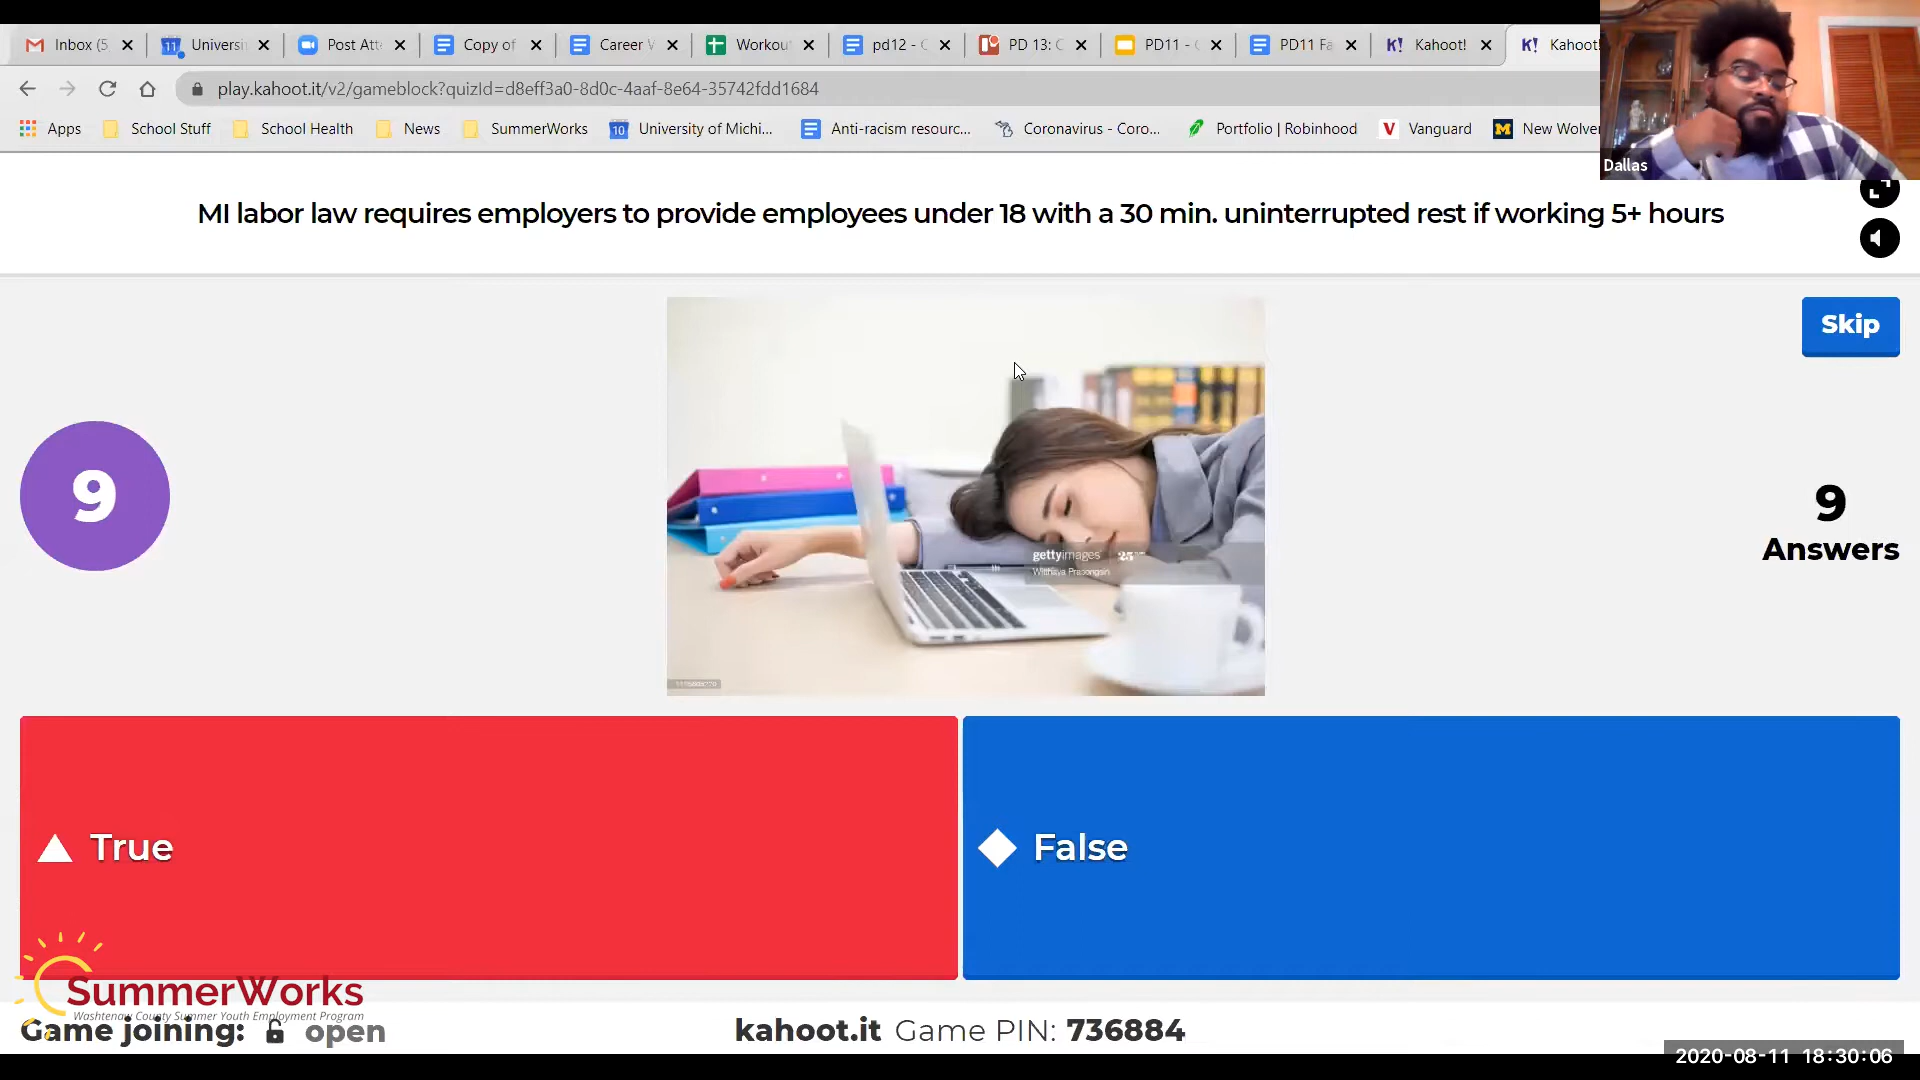 Inbox (5
Universi
Post Att
Copy of
Career V
Workou
pd12 - C
PD 13: C
PD11 - C
PD11 Fa
Kahoot!
Kahoot!
play.kahoot.it/v2/gameblock?quizId=d8eff3a0-8d0c-4aaf-8e64-35742fdd1684
Apps
School Stuff
School Health
News
SummerWorks
University of Michi...
Anti-racism resourc...
Coronavirus - Coro...
Portfolio | Robinhood
Vanguard
New Wolver
Dallas
MI labor law requires employers to provide employees under 18 with a 30 min. uninterrupted rest if working 5+ hours
Skip
9
9
Answers
gettyimages
Witthaya Prasongsin
True
False
SummerWorks
Washtenaw County Summer Youth Employment Program
Game joining: open
kahoot.it Game PIN: 736884
2020-08-11 18:30:06